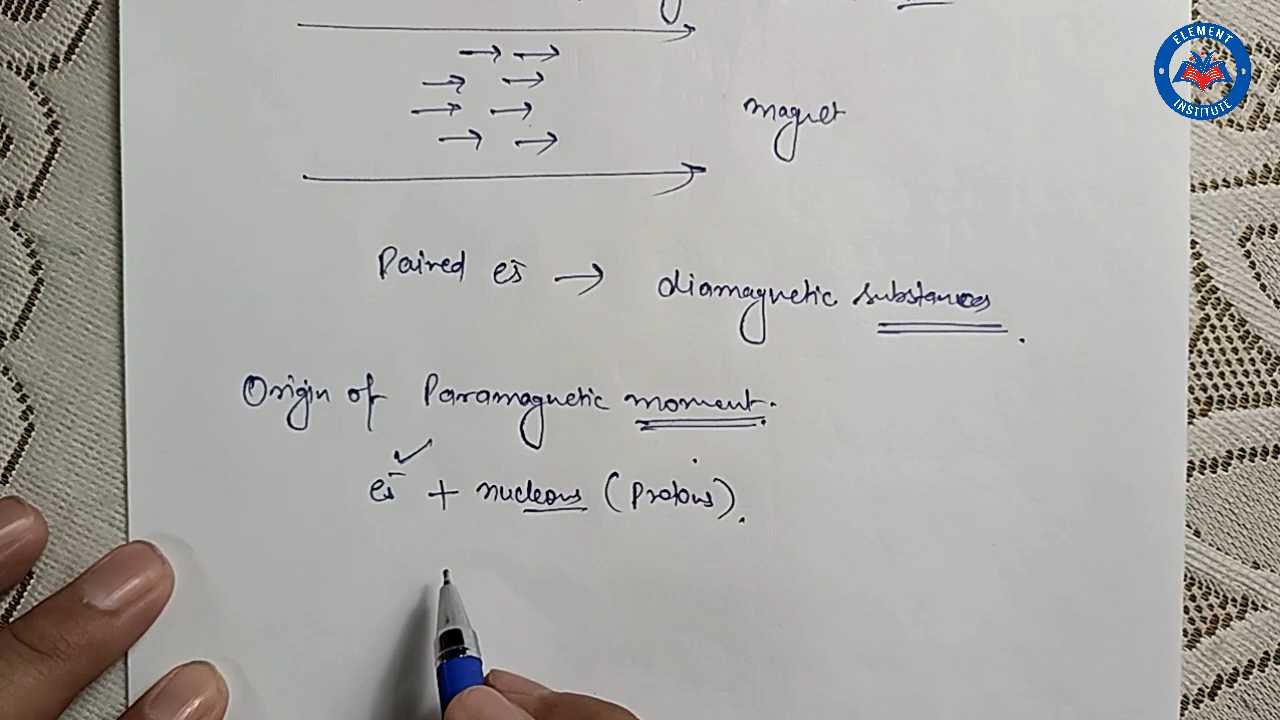 magnet
Paired es → diamagnetic substances.
Origin of Paramagnetic moment.
es + nucleons (Protons).
ELEMENT
INSTITUTE